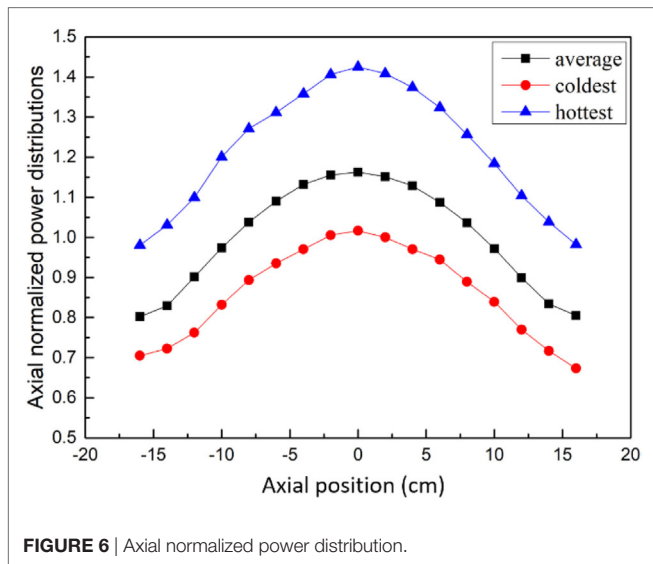 1.5
1.4
1.3
1.2
1.1
1.0
0.9
0.8
0.7
0.6
0.5
Axial normalized power distributions
average
coldest
hottest
-20 -15 -10 -5 0 5 10 15 20
Axial position (cm)
FIGURE 6 | Axial normalized power distribution.